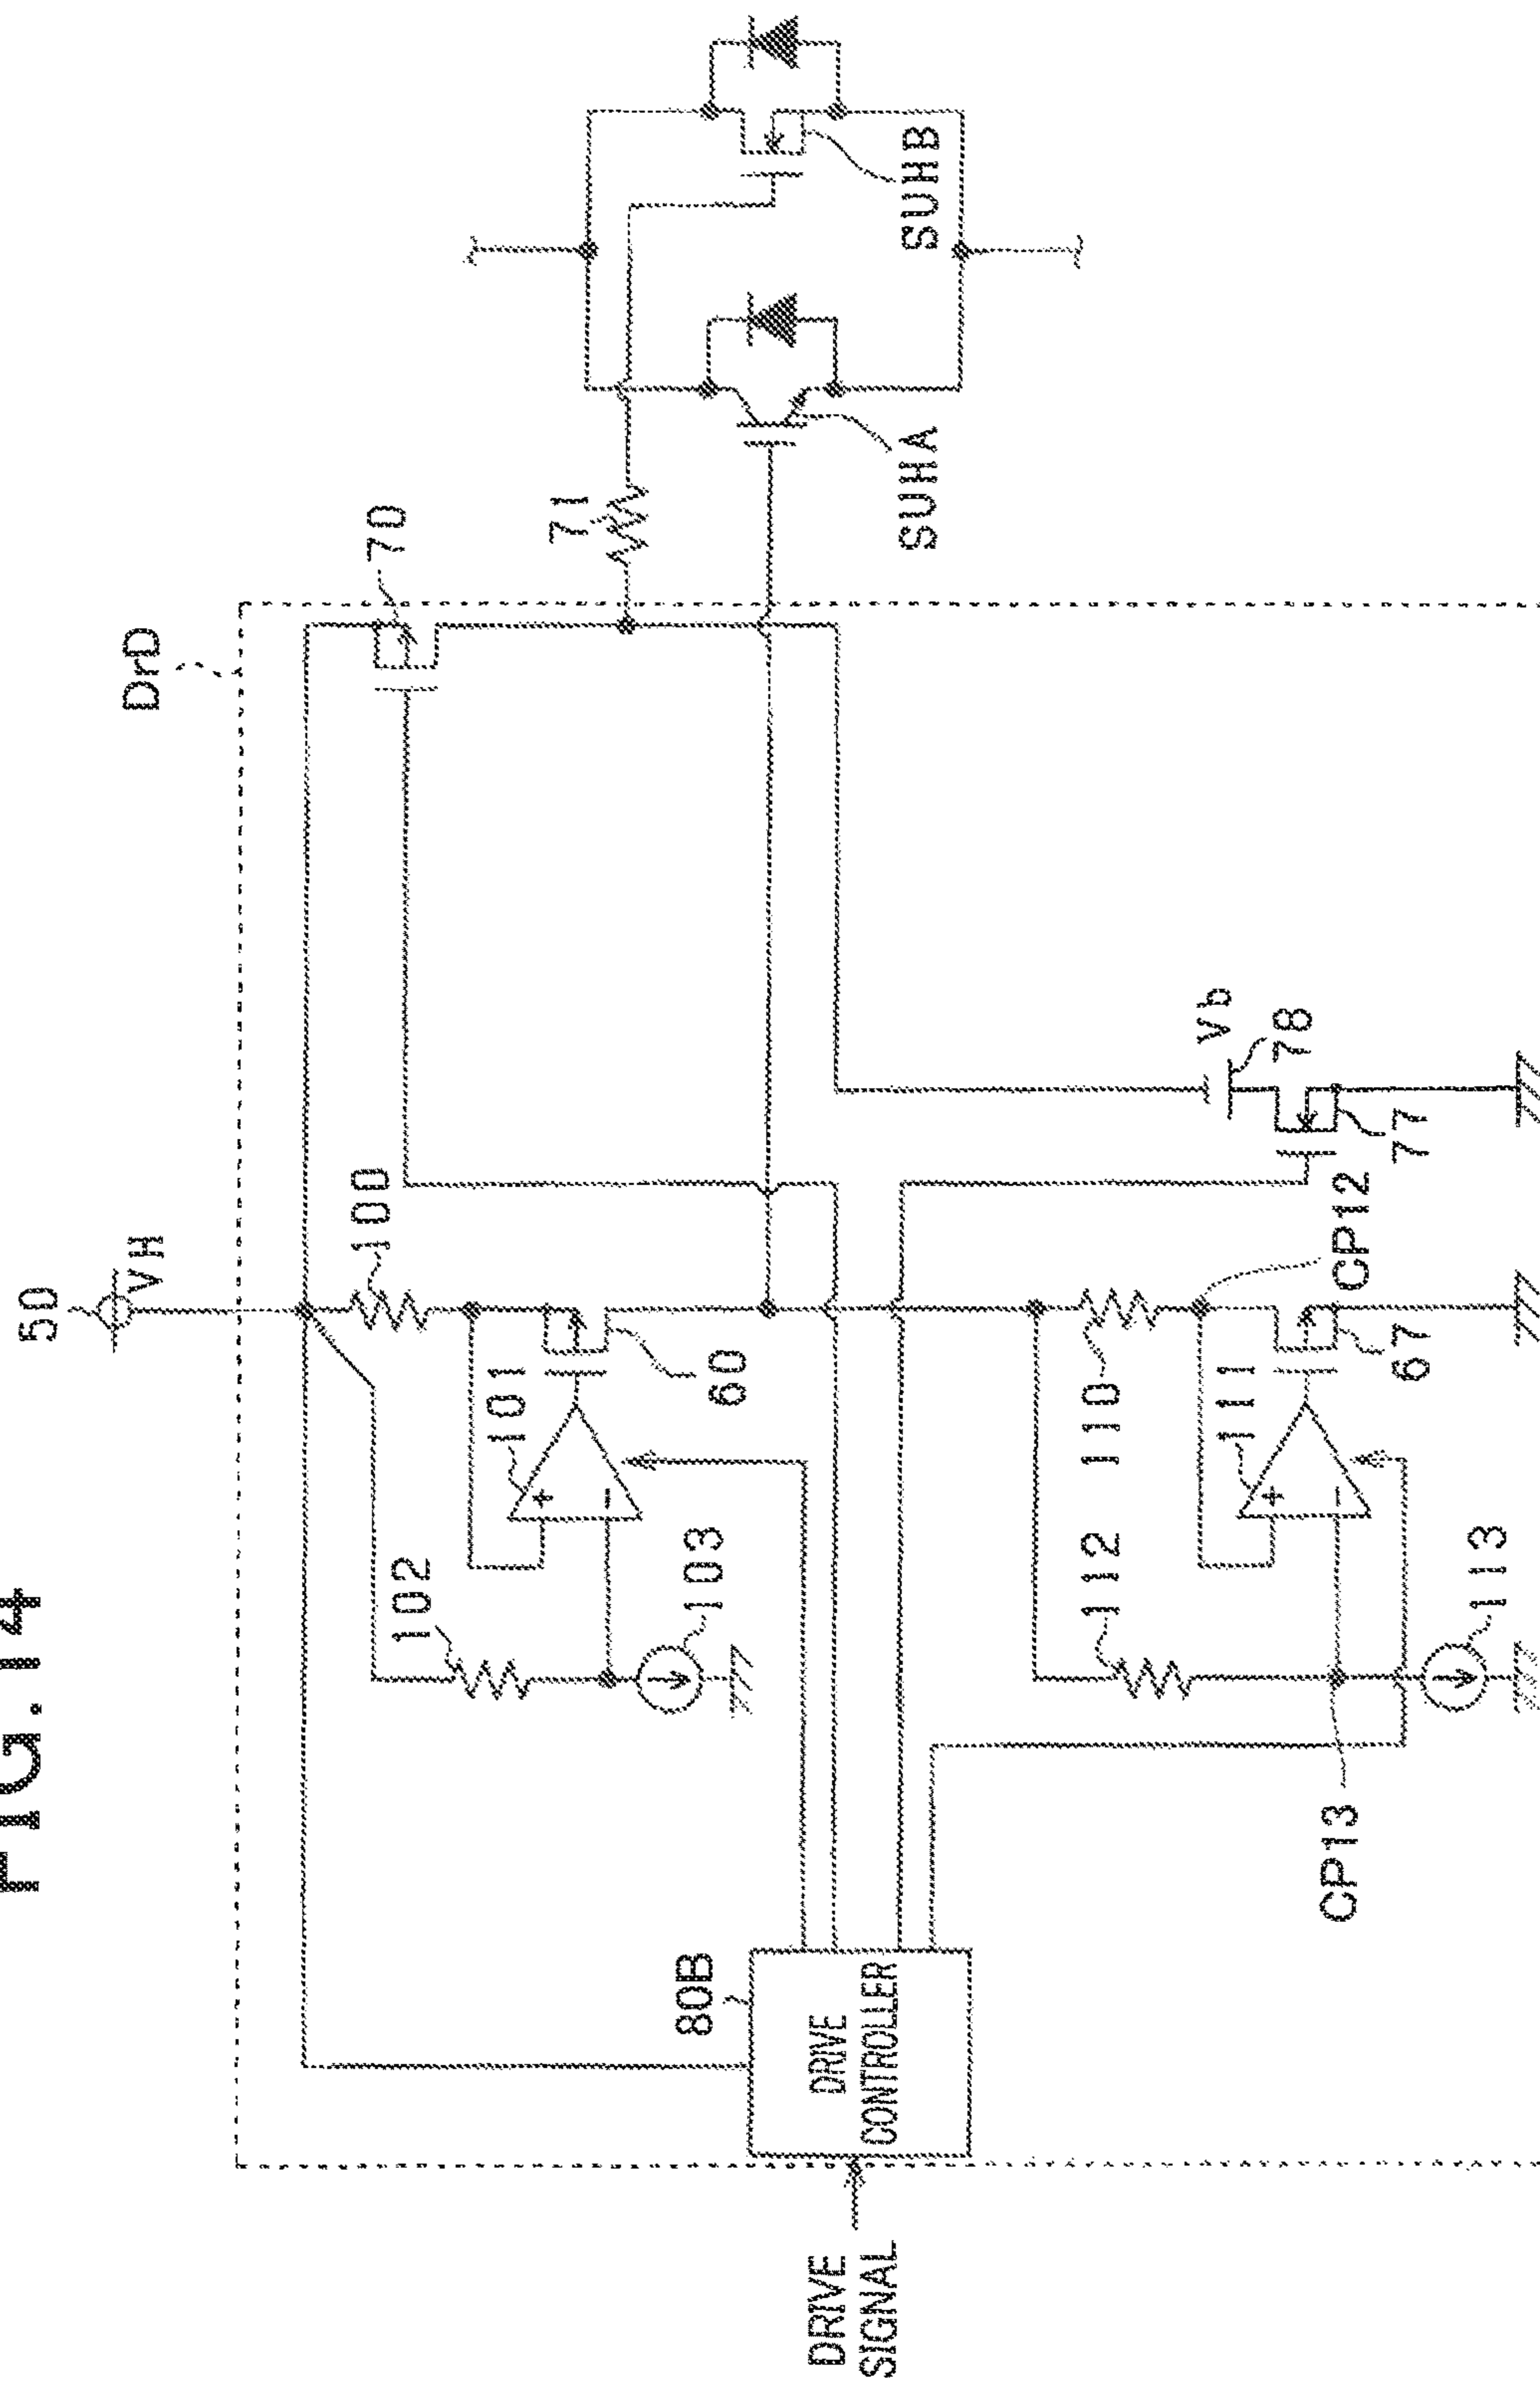 FIG. 14
50
VH
DrD
100
70
102
101
60
71
103
80B
DRIVE
CONTROLLER
DRIVE
SIGNAL
SUHA
SUHB
112
110
Vb
78
111
CP12
77
67
CP13
113